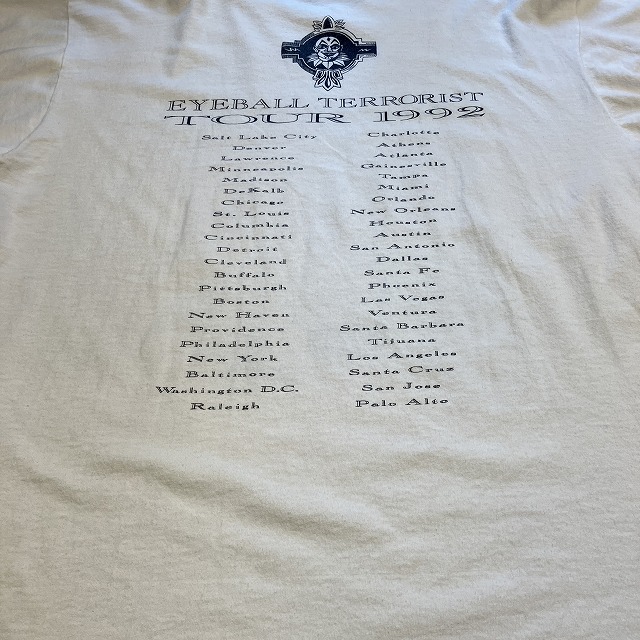 EYEBALL TERRORIST
TOUR 1992
Salt Lake City
Denver
Lawrence
Minneapolis
Madison
DeKalb
Chicago
St. Louis
Columbia
Cincinnati
Detroit
Cleveland
Buffalo
Pittsburgh
Boston
New Haven
Providence
Philadelphia
New York
Baltimore
Washington D.C.
Raleigh
Charlotte
Athens
Atlanta
Gainesville
Tampa
Miami
Orlando
New Orleans
Houston
Austin
San Antonio
Dallas
Santa Fe
Phoenix
Las Vegas
Ventura
Santa Barbara
Tijuana
Los Angeles
Santa Cruz
San Jose
Palo Alto